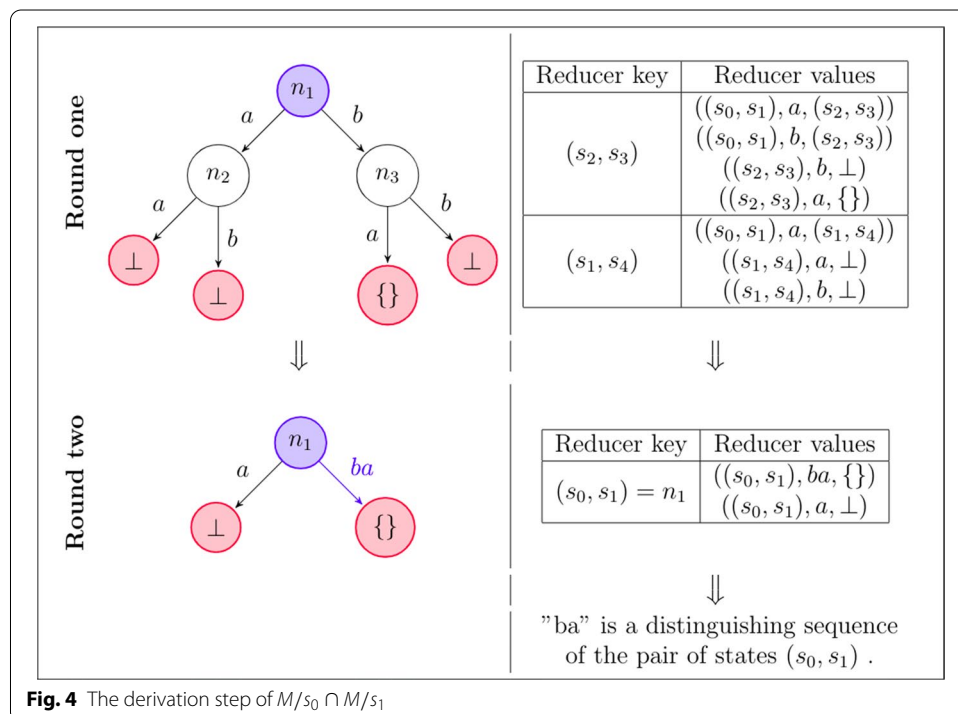 Round one
n₁
a
b
n₂
n₃
a
b
a
b
⊥
⊥
{}
⊥
Reducer key Reducer values
(s₂, s₃)
((s₀, s₁), a, (s₂, s₃))
((s₀, s₁), b, (s₂, s₃))
((s₂, s₃), b, ⊥)
((s₂, s₃), a, {})
(s₁, s₄)
((s₀, s₁), a, (s₁, s₄))
((s₁, s₄), a, ⊥)
((s₁, s₄), b, ⊥)
⇓
⇓
Round two
n₁
a
ba
⊥
{}
Reducer key Reducer values
(s₀, s₁) = n₁
((s₀, s₁), ba, {})
((s₀, s₁), a, ⊥)
⇓
"ba" is a distinguishing sequence
of the pair of states (s₀, s₁) .
Fig. 4 The derivation step of M/s₀ ∩ M/s₁